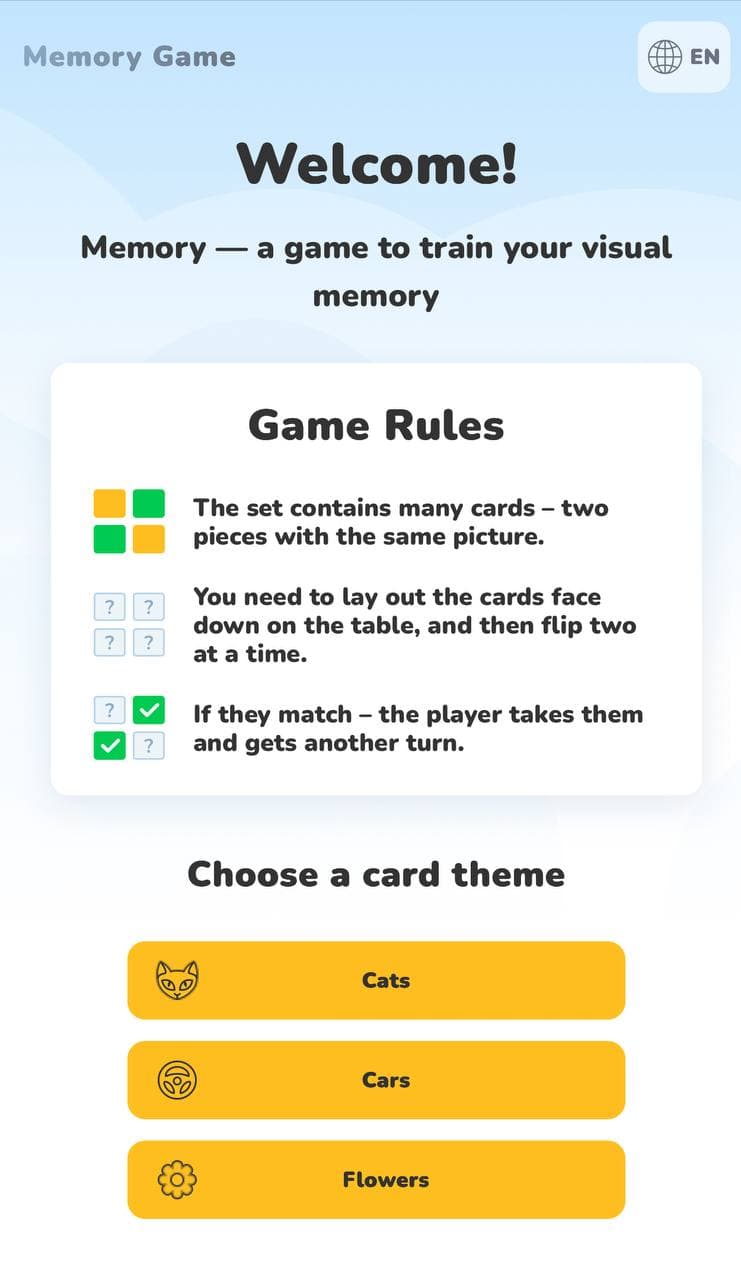 Memory Game
EN
Welcome!
Memory — a game to train your visual
memory
Game Rules
The set contains many cards – two
pieces with the same picture.
? ?
? ?
You need to lay out the cards face
down on the table, and then flip two
at a time.
?
?
If they match – the player takes them
and gets another turn.
Choose a card theme
Cats
Cars
Flowers